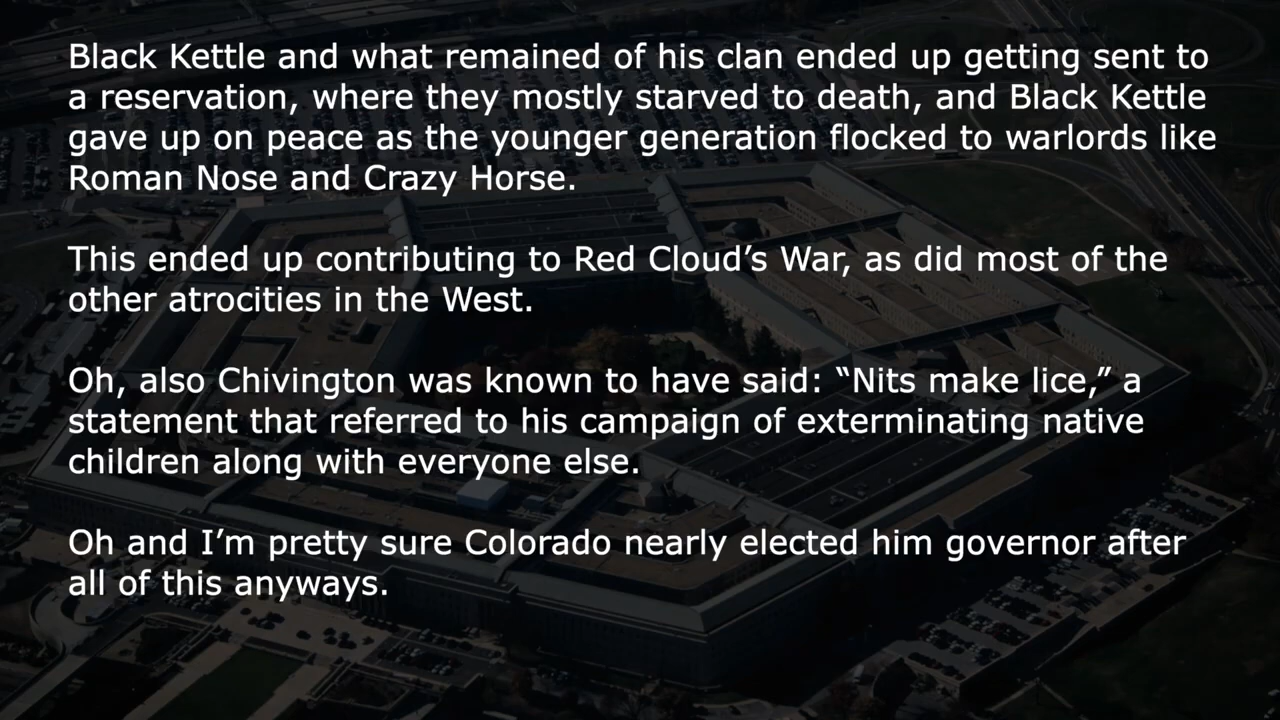 Black Kettle and what remained of his clan ended up getting sent to
a reservation, where they mostly starved to death, and Black Kettle
gave up on peace as the younger generation flocked to warlords like
Roman Nose and Crazy Horse.
This ended up contributing to Red Cloud’s War, as did most of the
other atrocities in the West.
Oh, also Chivington was known to have said: “Nits make lice,” a
statement that referred to his campaign of exterminating native
children along with everyone else.
Oh and I’m pretty sure Colorado nearly elected him governor after
all of this anyways.